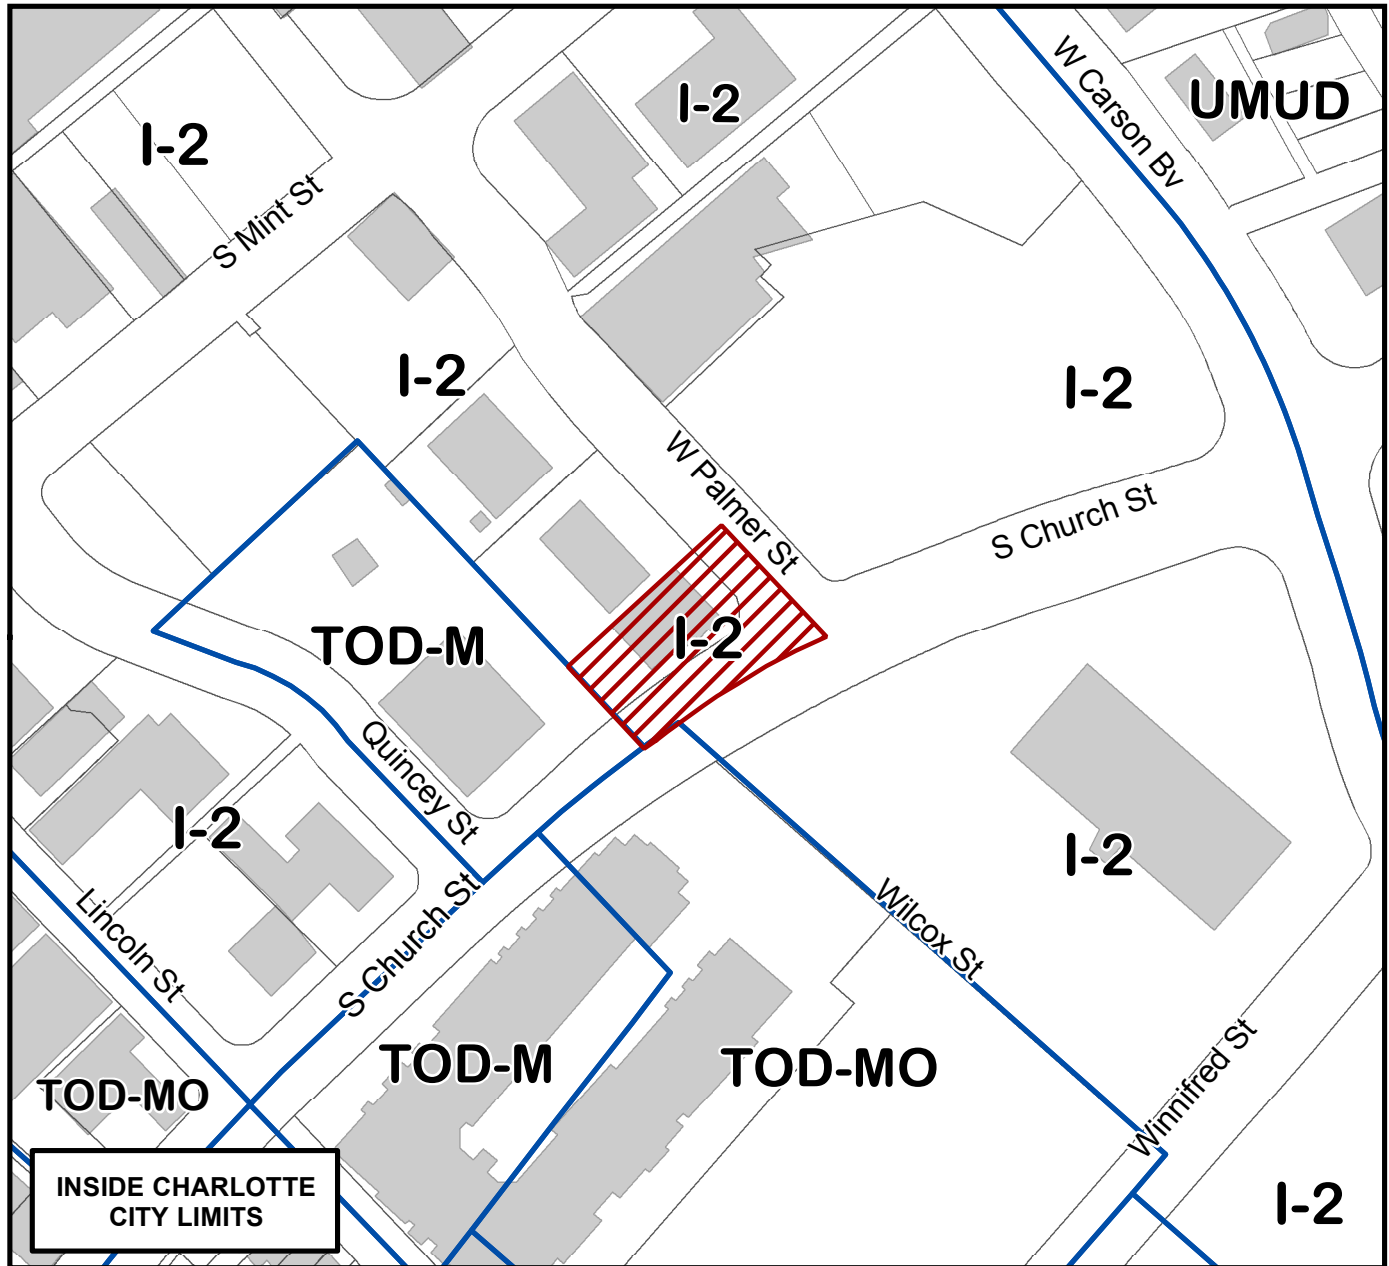 I-2
UMUD
I-2
W Carson Bv
S Mint St
I-2
I-2
W Palmer St
S Church St
TOD-M
I-2
Quincey St
I-2
I-2
Lincoln St
S Church St
Wilcox St
TOD-M
TOD-MO
TOD-MO
Winnifred St
INSIDE CHARLOTTE
CITY LIMITS
I-2